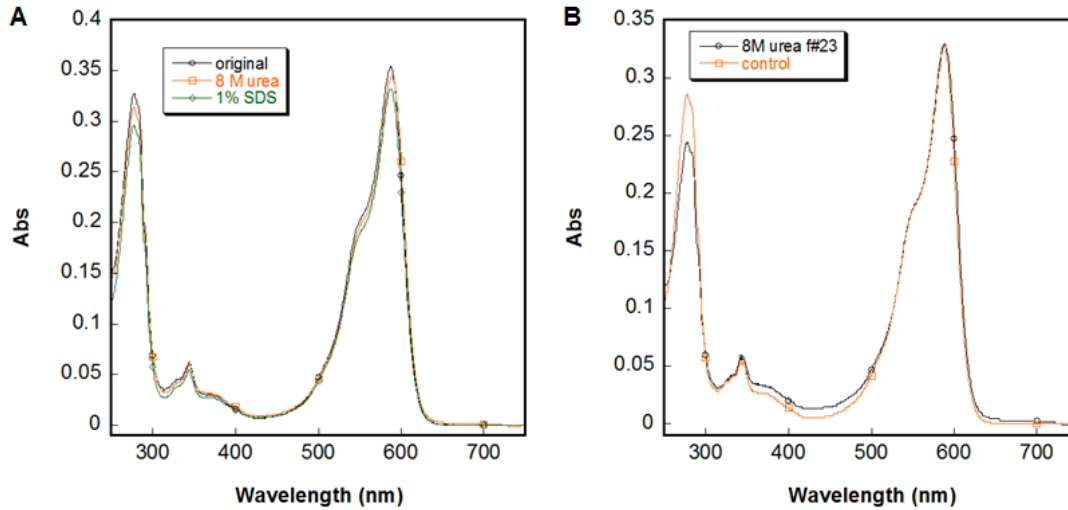 A
0.4
0.35
0.3
0.25
0.2
0.15
0.1
0.05
0
Abs
original
8 M urea
1% SDS
300 400 500 600 700
Wavelength (nm)
B
0.35
0.3
0.25
0.2
0.15
0.1
0.05
0
Abs
8M urea f#23
control
300 400 500 600 700
Wavelength (nm)